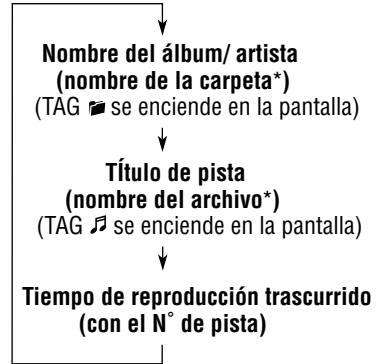 Nombre del álbum/ artista
(nombre de la carpeta*)
(TAG se enciende en la pantalla)
Título de pista
(nombre del archivo*)
(TAG se enciende en la pantalla)
Tiempo de reproducción trascurrido
(con el N° de pista)